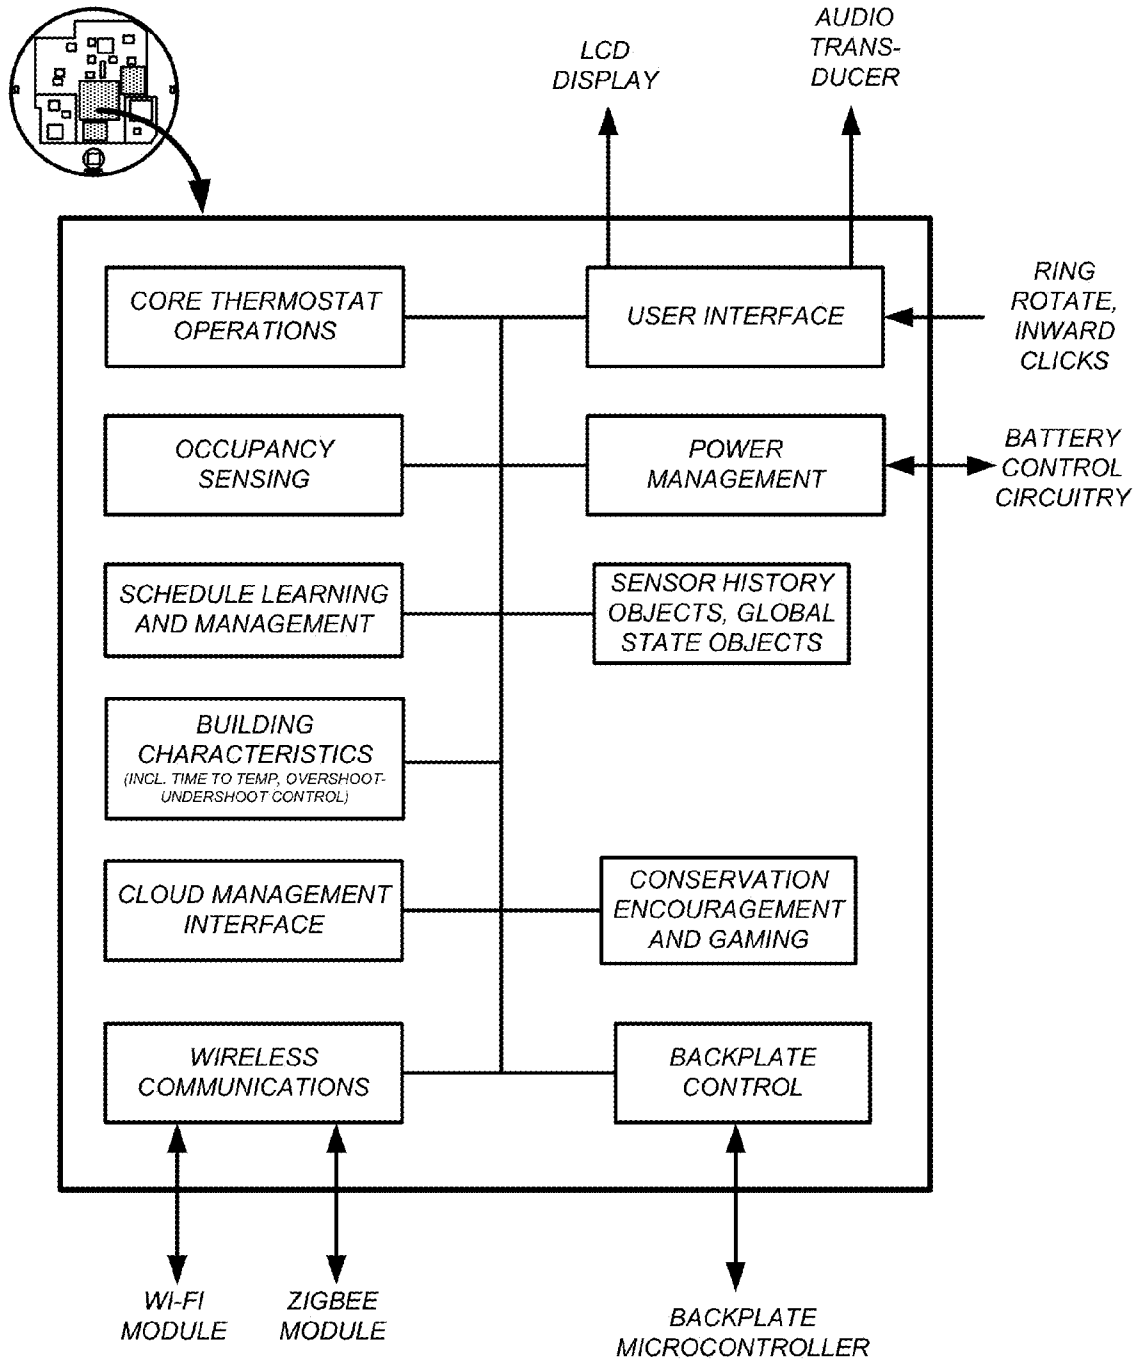 LCD
DISPLAY
AUDIO
TRANS-
DUCER
CORE THERMOSTAT
OPERATIONS
USER INTERFACE
RING
ROTATE,
INWARD
CLICKS
OCCUPANCY
SENSING
POWER
MANAGEMENT
BATTERY
CONTROL
CIRCUITRY
SCHEDULE LEARNING
AND MANAGEMENT
SENSOR HISTORY
OBJECTS, GLOBAL
STATE OBJECTS
BUILDING
CHARACTERISTICS
(INCL. TIME TO TEMP, OVERSHOOT-
UNDERSHOOT CONTROL)
CLOUD MANAGEMENT
INTERFACE
CONSERVATION
ENCOURAGEMENT
AND GAMING
WIRELESS
COMMUNICATIONS
BACKPLATE
CONTROL
WI-FI
MODULE
ZIGBEE
MODULE
BACKPLATE
MICROCONTROLLER